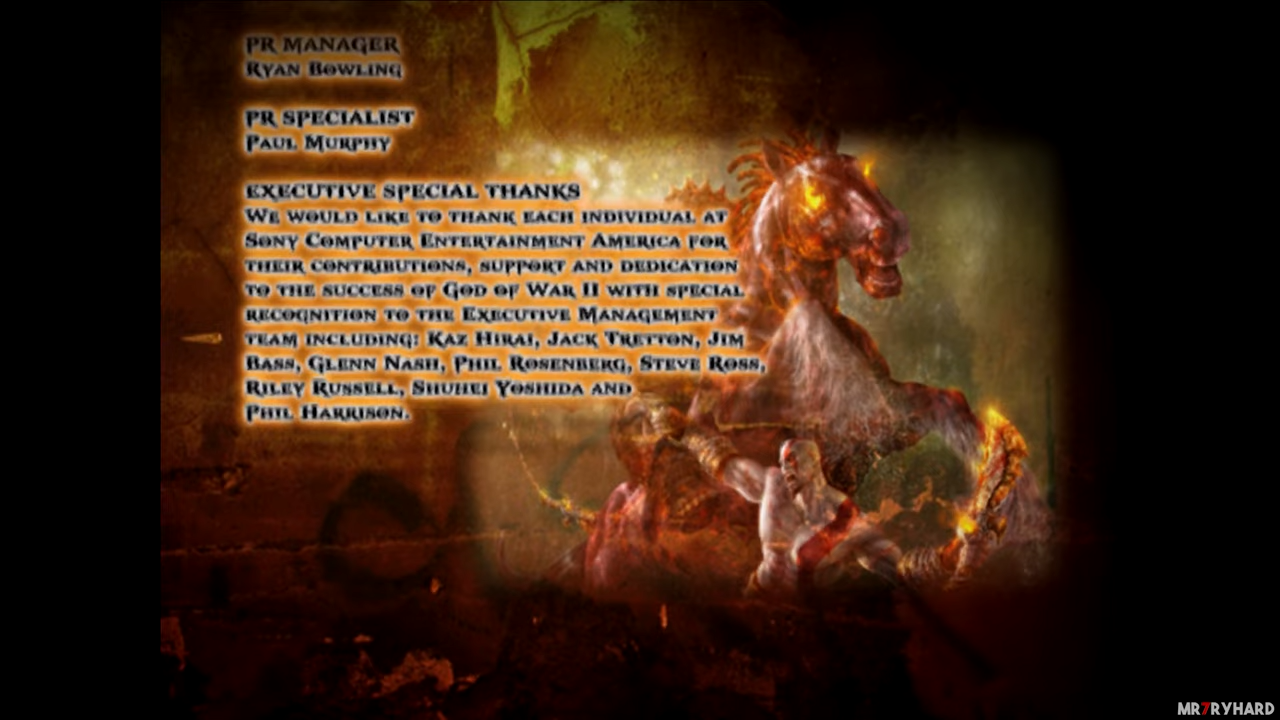 PR MANAGER
RYAN BOWLING
PR SPECIALIST
PAUL MURPHY
EXECUTIVE SPECIAL THANKS
WE WOULD LIKE TO THANK EACH INDIVIDUAL AT
SONY COMPUTER ENTERTAINMENT AMERICA FOR
THEIR CONTRIBUTIONS, SUPPORT AND DEDICATION
TO THE SUCCESS OF GOD OF WAR II WITH SPECIAL
RECOGNITION TO THE EXECUTIVE MANAGEMENT
TEAM INCLUDING: KAZ HIRAI, JACK TRETTON, JIM
BASS, GLENN NASH, PHIL ROSENBERG, STEVE ROSS,
RILEY RUSSELL, SHUHEI YOSHIDA AND
PHIL HARRISON.
MR7RYHARD